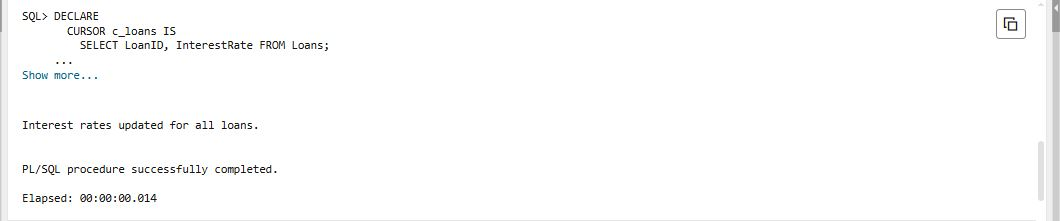 SQL> DECLARE
CURSOR c_loans IS
SELECT LoanID, InterestRate FROM Loans;
...
Show more...
Interest rates updated for all loans.
PL/SQL procedure successfully completed.
Elapsed: 00:00:00.014